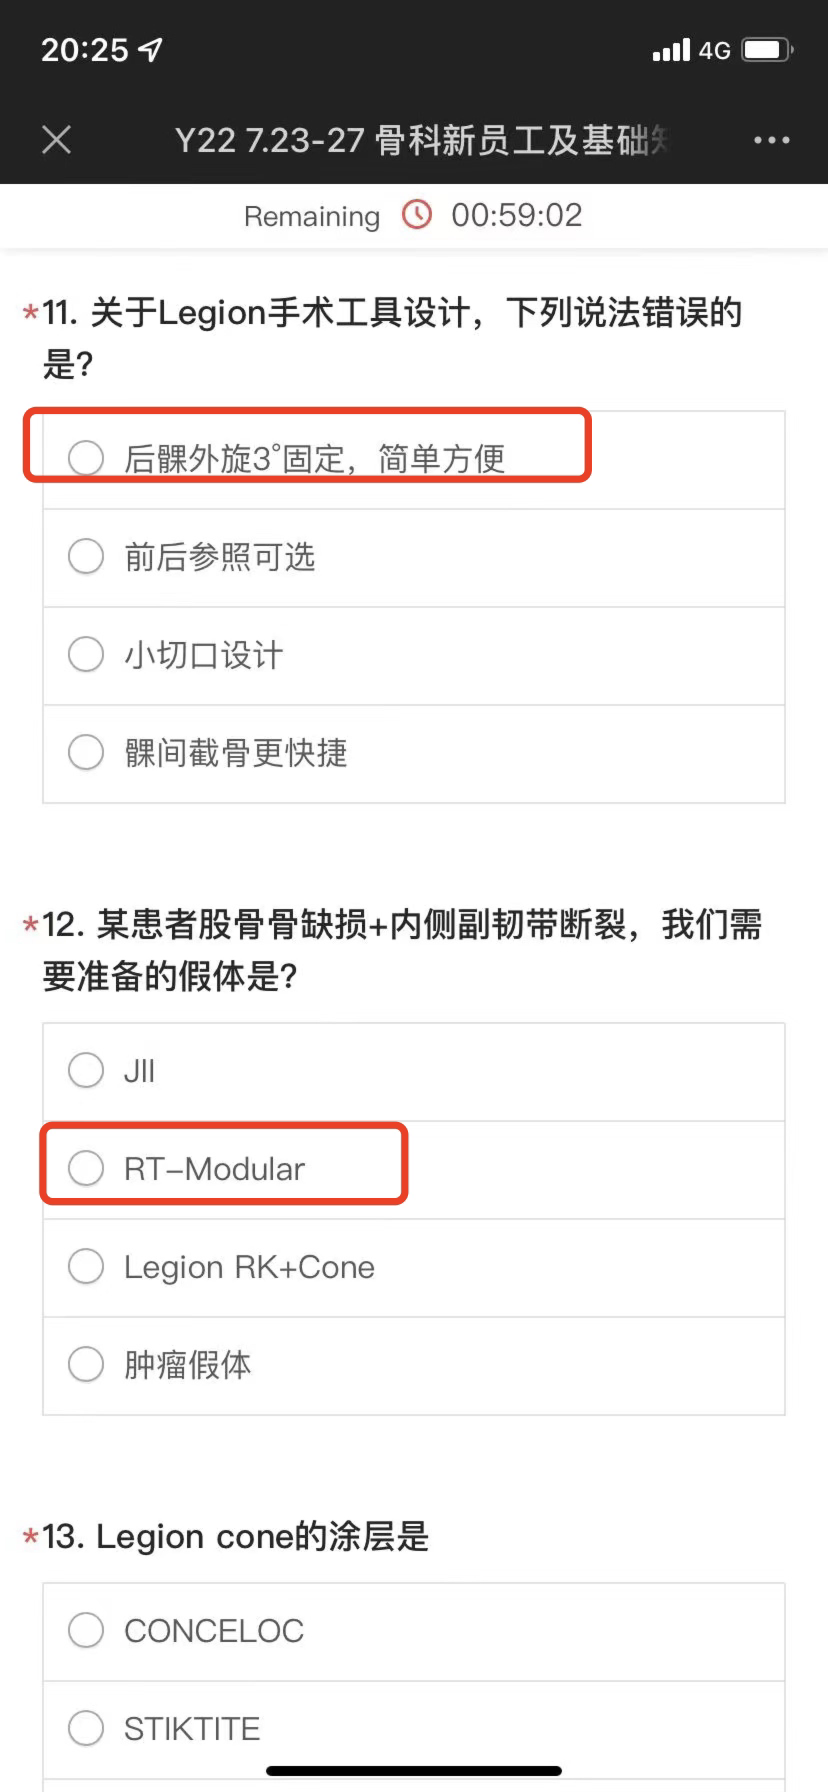 20:25
4G
Y22 7.23-27 骨科新员工及基础
Remaining 00:59:02
*11. 关于Legion手术工具设计，下列说法错误的
是?
后髁外旋3°固定，简单方便
前后参照可选
小切口设计
髁间截骨更快捷
*12. 某患者股骨骨缺损+内侧副韧带断裂，我们需
要准备的假体是?
JII
RT-Modular
Legion RK+Cone
肿瘤假体
*13. Legion cone的涂层是
CONCELOC
STIKTITE